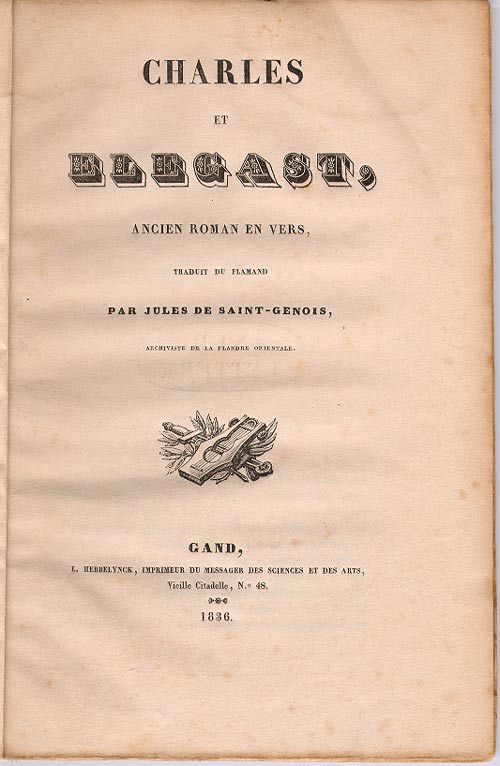 CHARLES
ET
ELEGAST,
ANCIEN ROMAN EN VERS,
TRADUIT DU FLAMAND
PAR JULES DE SAINT-GENOIS,
ARCHIVISTE DE LA FLANDRE ORIENTALE.
GAND,
L. HEBBELYNCK, IMPRIMEUR DU MESSAGER DES SCIENCES ET DES ARTS,
Vieille Citadelle, N.º 48.
1836.